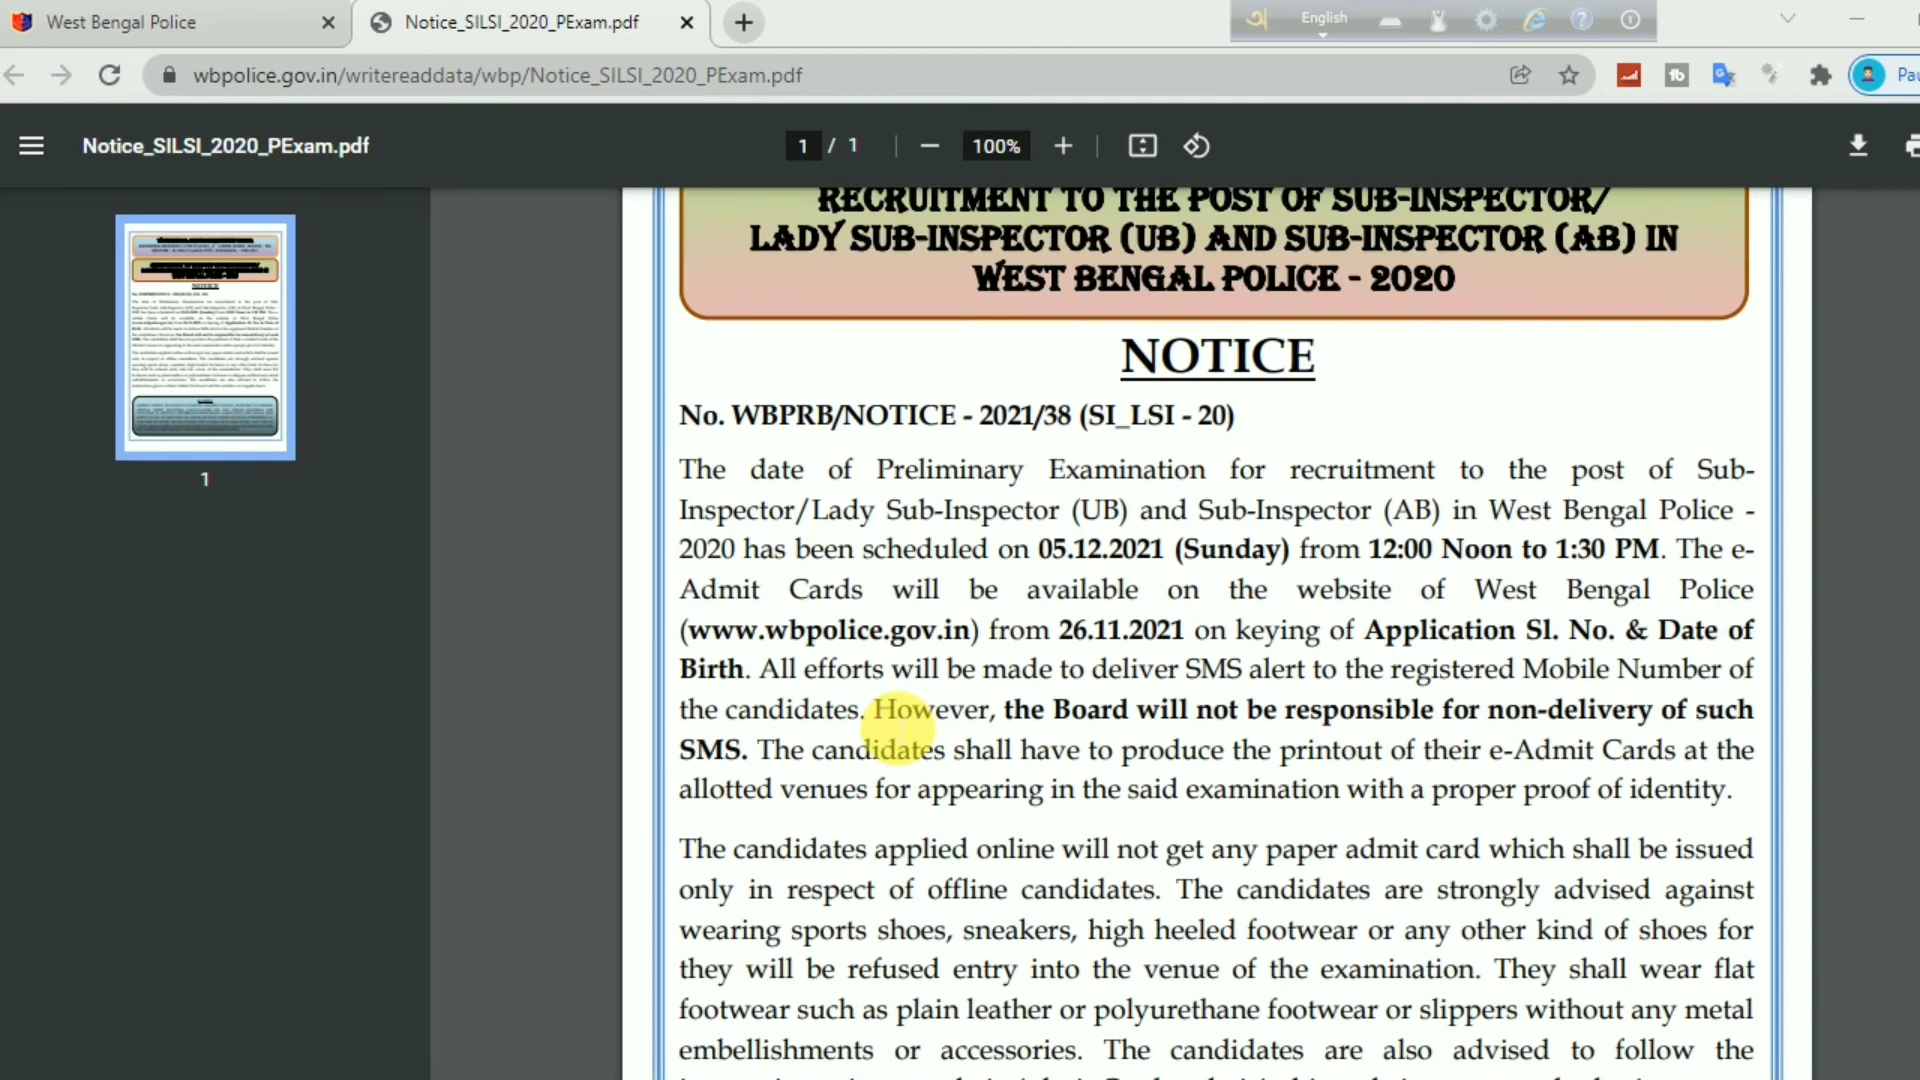 West Bengal Police
Notice_SILSI_2020_PExam.pdf
English
wbpolice.gov.in/writereaddata/wbp/Notice_SILSI_2020_PExam.pdf
Notice_SILSI_2020_PExam.pdf
1 / 1
100%
1
RECRUITMENT TO THE POST OF SUB-INSPECTOR/
LADY SUB-INSPECTOR (UB) AND SUB-INSPECTOR (AB) IN
WEST BENGAL POLICE - 2020
NOTICE
No. WBPRB/NOTICE - 2021/38 (SI_LSI - 20)
The date of Preliminary Examination for recruitment to the post of Sub-
Inspector/Lady Sub-Inspector (UB) and Sub-Inspector (AB) in West Bengal Police -
2020 has been scheduled on 05.12.2021 (Sunday) from 12:00 Noon to 1:30 PM. The e-
Admit Cards will be available on the website of West Bengal Police
(www.wbpolice.gov.in) from 26.11.2021 on keying of Application Sl. No. & Date of
Birth. All efforts will be made to deliver SMS alert to the registered Mobile Number of
the candidates. However, the Board will not be responsible for non-delivery of such
SMS. The candidates shall have to produce the printout of their e-Admit Cards at the
allotted venues for appearing in the said examination with a proper proof of identity.
The candidates applied online will not get any paper admit card which shall be issued
only in respect of offline candidates. The candidates are strongly advised against
wearing sports shoes, sneakers, high heeled footwear or any other kind of shoes for
they will be refused entry into the venue of the examination. They shall wear flat
footwear such as plain leather or polyurethane footwear or slippers without any metal
embellishments or accessories. The candidates are also advised to follow the